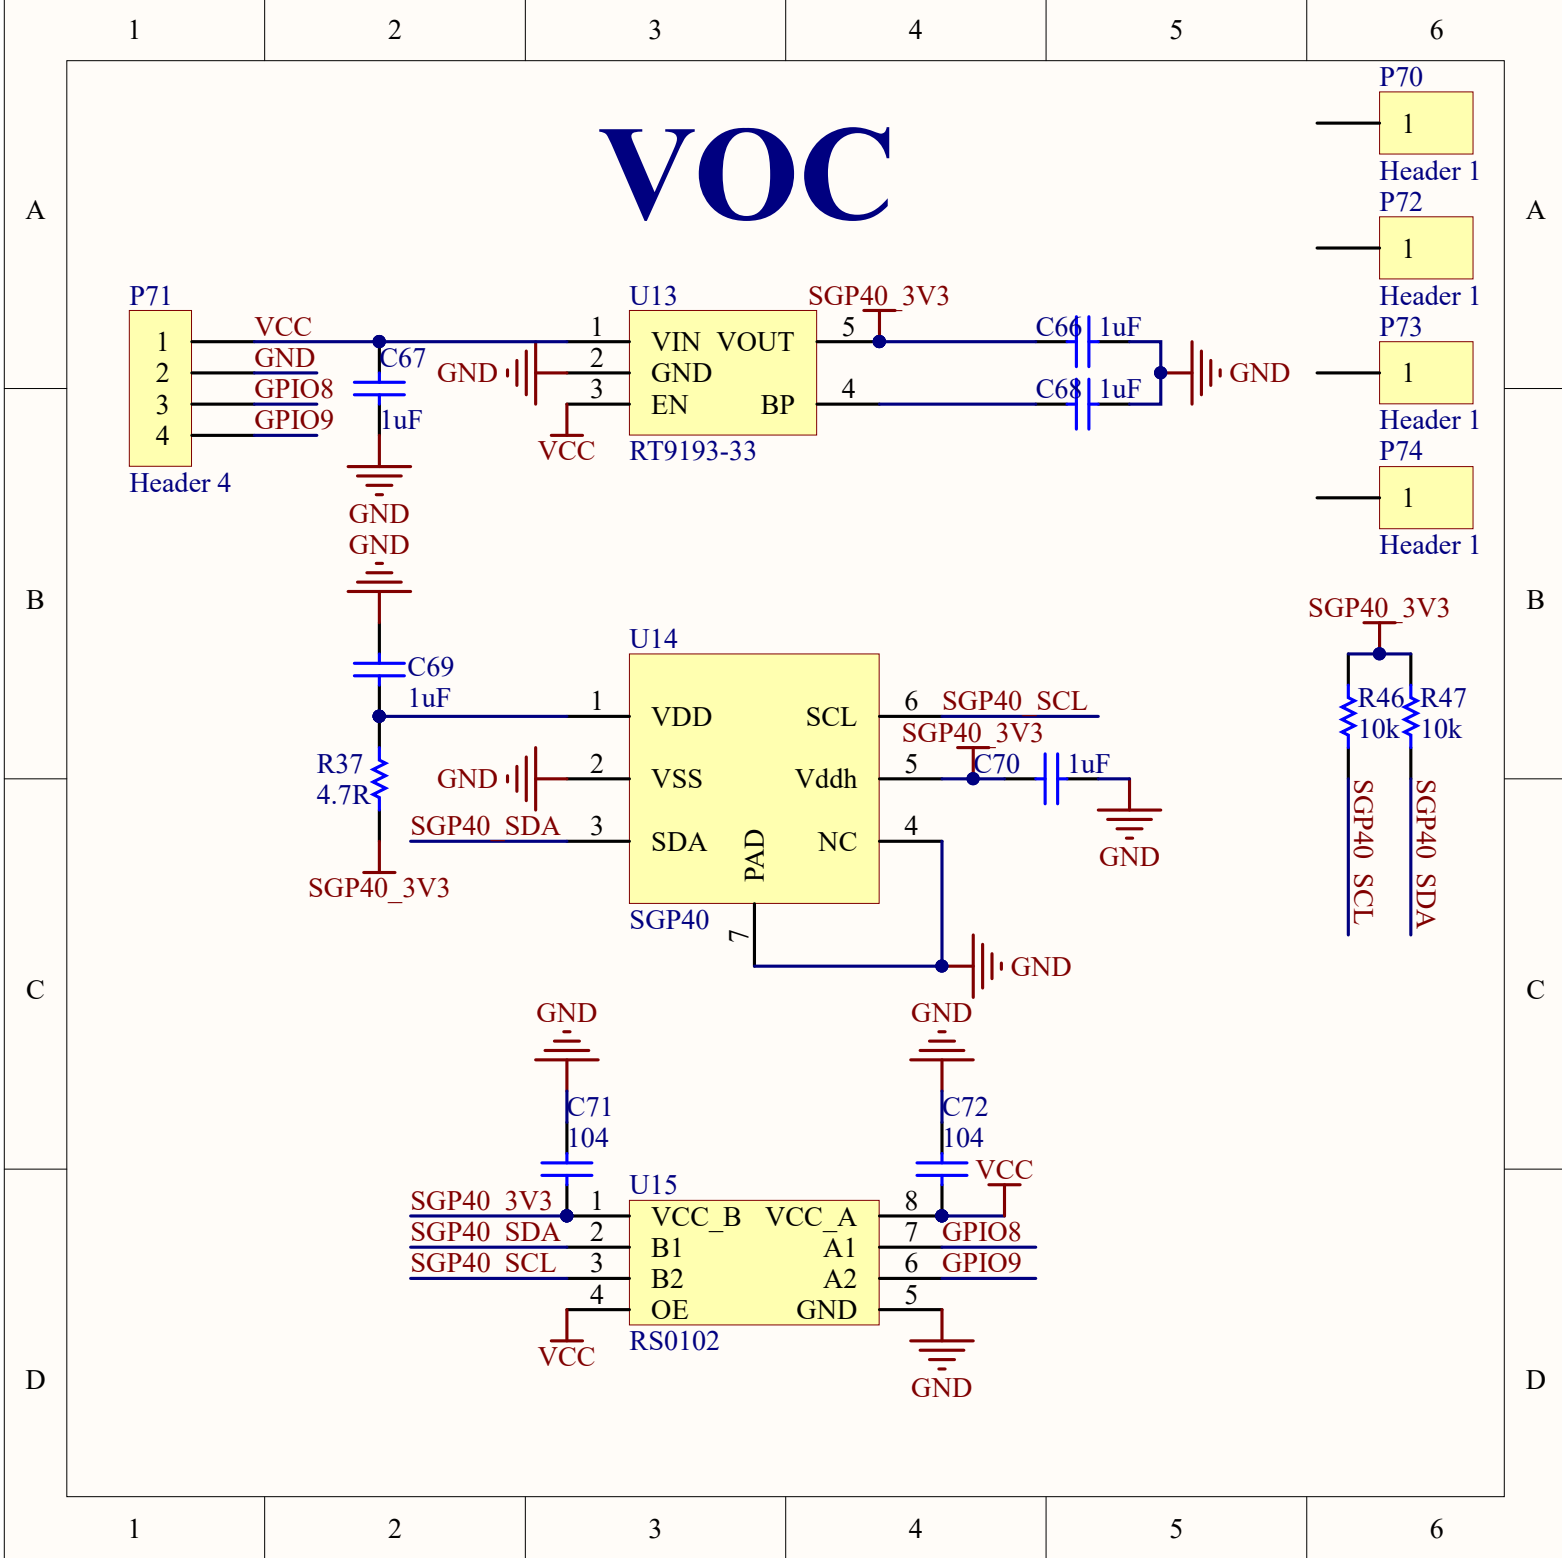 1 2 3 4 5 6
P70
1
Header 1
VOC
A A
P72
1
Header 1
P71
1 VCC
2 GND
3 GPIO8
4 GPIO9
Header 4
C67
1uF
GND
U13
1 VIN VOUT 5
GND 2 GND
3 EN BP 4
VCC
RT9193-33
SGP40_3V3
C66 1uF
C68 1uF
GND
P73
1
Header 1
P74
1
Header 1
B B
GND
C69
1uF
R37
4.7R
SGP40_3V3
U14
1 VDD SCL 6 SGP40_SCL
GND 2 VSS Vddh 5
SGP40_SDA 3 SDA NC 4
PAD
7
SGP40
SGP40_3V3
C70 1uF
GND
GND
SGP40_3V3
R46 R47
10k 10k
SGP40_SCL
SGP40_SDA
C C
GND
C71
104
GND
C72
104
VCC
U15
SGP40_3V3 1 VCC_B VCC_A 8
SGP40_SDA 2 B1 A1 7 GPIO8
SGP40_SCL 3 B2 A2 6 GPIO9
4 OE GND 5
VCC
RS0102
GND
D D
1 2 3 4 5 6